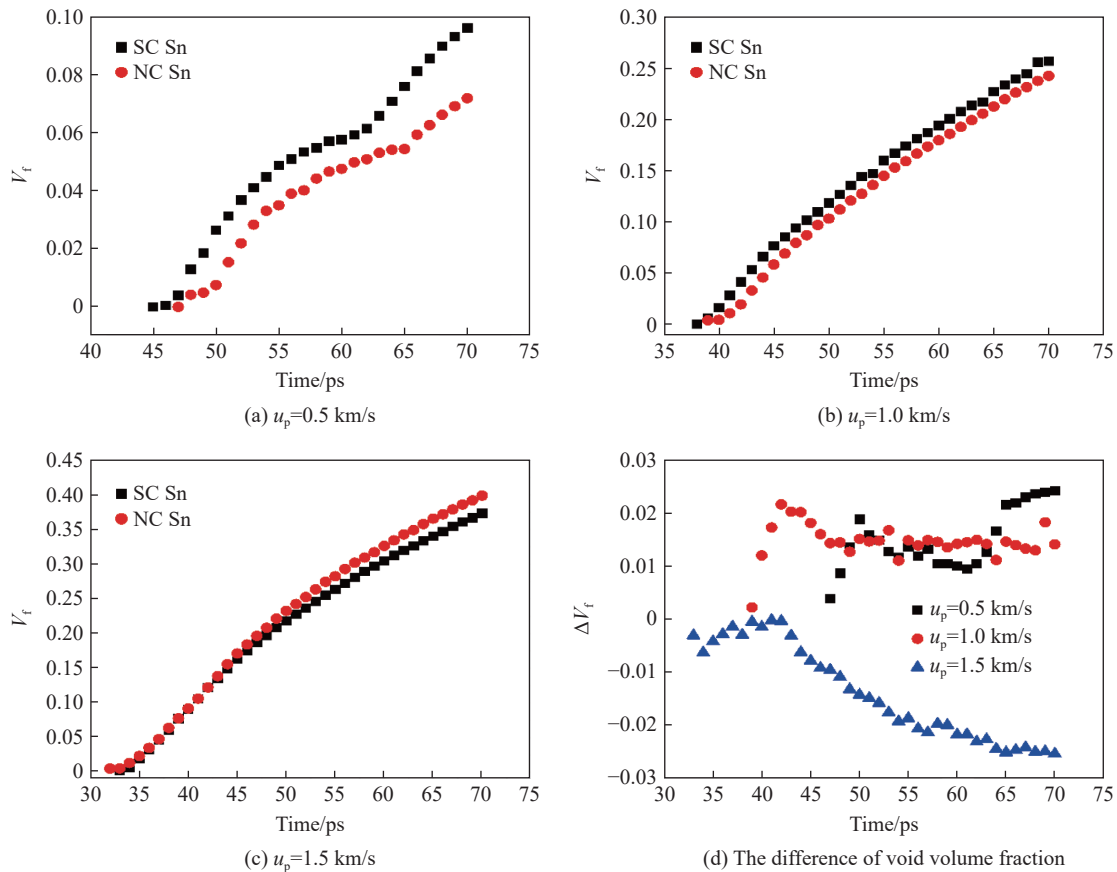 0.10
0.08
0.06
0.04
0.02
0
V_f
SC Sn
NC Sn
40 45 50 55 60 65 70 75
Time/ps
(a) u_p=0.5 km/s
0.30
0.25
0.20
0.15
0.10
0.05
0
V_f
SC Sn
NC Sn
35 40 45 50 55 60 65 70 75
Time/ps
(b) u_p=1.0 km/s
0.45
0.40
0.35
0.30
0.25
0.20
0.15
0.10
0.05
0
V_f
SC Sn
NC Sn
30 35 40 45 50 55 60 65 70 75
Time/ps
(c) u_p=1.5 km/s
0.03
0.02
0.01
0
−0.01
−0.02
−0.03
ΔV_f
u_p=0.5 km/s
u_p=1.0 km/s
u_p=1.5 km/s
30 35 40 45 50 55 60 65 70 75
Time/ps
(d) The difference of void volume fraction